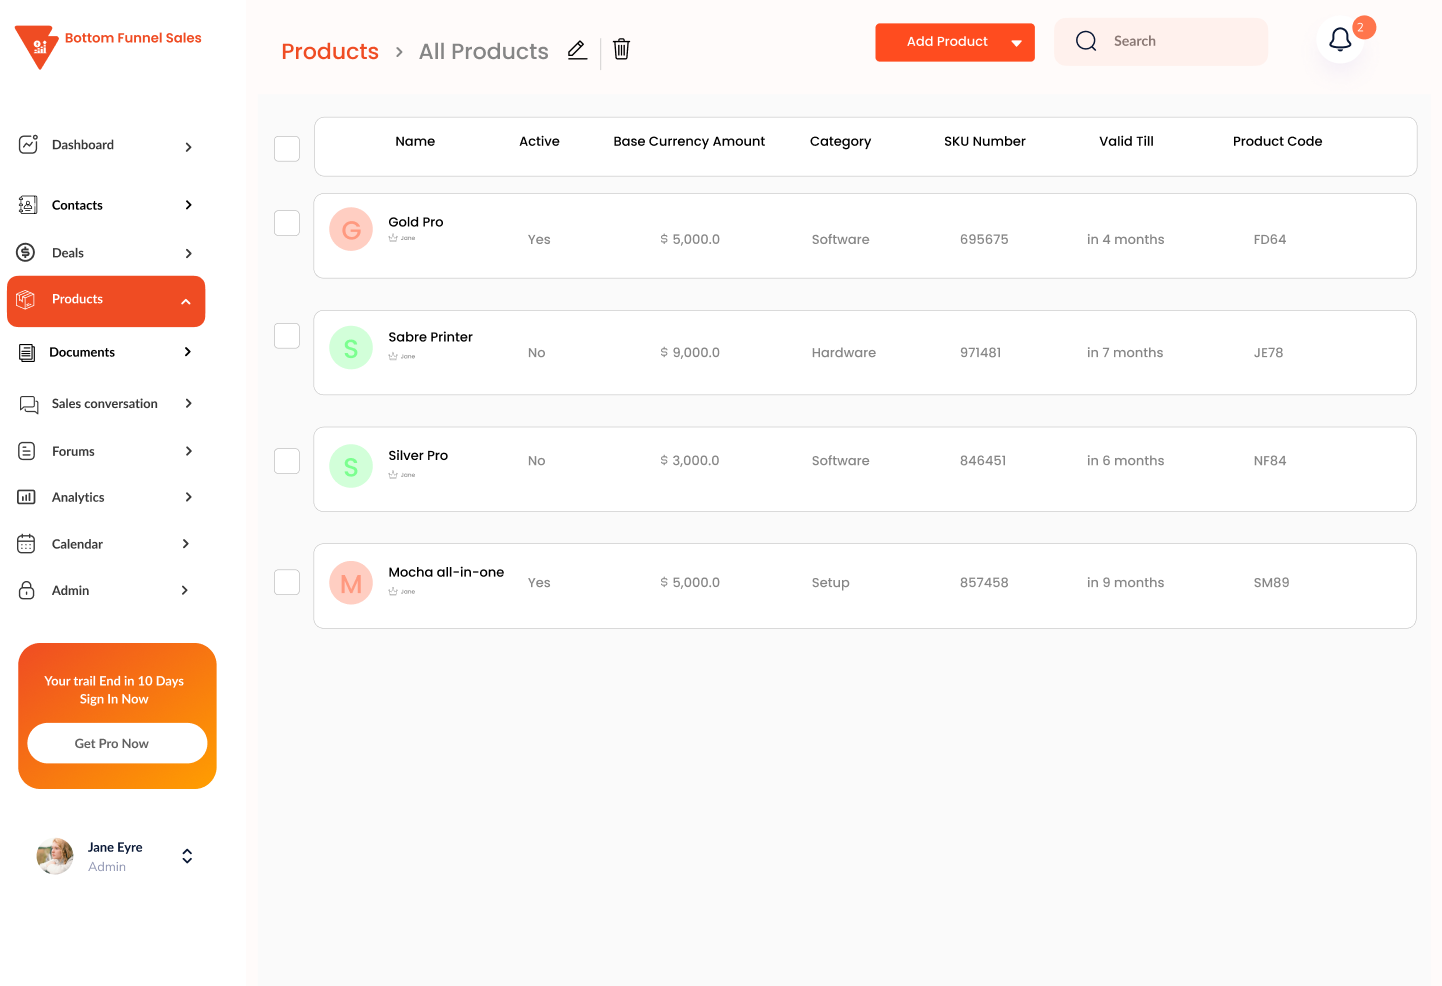 Bottom Funnel Sales
Products > All Products
Add Product
Search
2
Dashboard
Contacts
Deals
Products
Documents
Sales conversation
Forums
Analytics
Calendar
Admin
Your trail End in 10 Days
Sign In Now
Get Pro Now
Jane Eyre
Admin
Name Active Base Currency Amount Category SKU Number Valid Till Product Code
G Gold Pro
Jane
Yes $ 5,000.0 Software 695675 in 4 months FD64
S Sabre Printer
Jane
No $ 9,000.0 Hardware 971481 in 7 months JE78
S Silver Pro
Jane
No $ 3,000.0 Software 846451 in 6 months NF84
M Mocha all-in-one
Jane
Yes $ 5,000.0 Setup 857458 in 9 months SM89